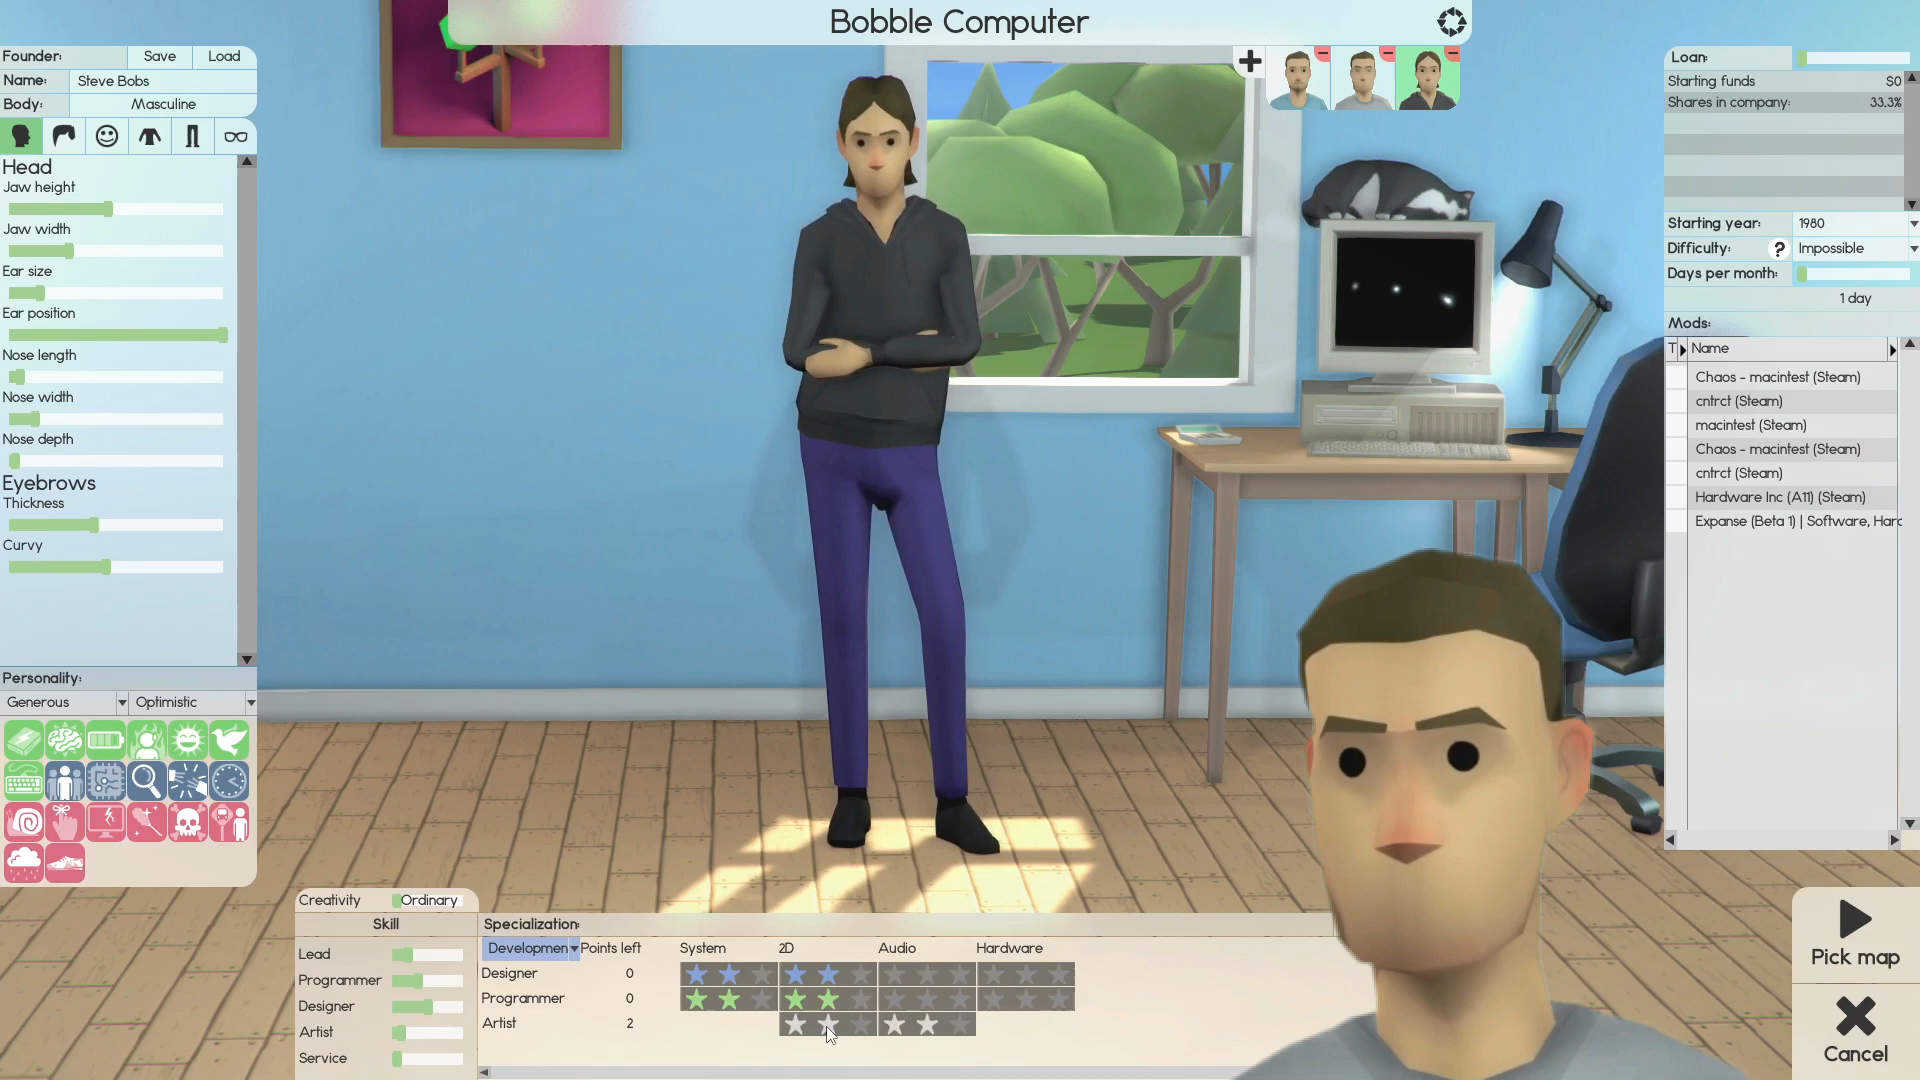 Bobble Computer
Founder: Save Load
Name: Steve Bobs
Body: Masculine
Head
Jaw height
Jaw width
Ear size
Ear position
Nose length
Nose width
Nose depth
Eyebrows
Thickness
Curvy
Personality:
Generous Optimistic
Creativity Ordinary
Skill
Lead
Programmer
Designer
Artist
Service
Specialization:
Developmen Points left System 2D Audio Hardware
Designer 0
Programmer 0
Artist 2
Loan:
Starting funds $0
Shares in company: 33.3%
Starting year: 1980
Difficulty: ? Impossible
Days per month:
1 day
Mods:
T Name
Chaos - macintest (Steam)
cntrct (Steam)
macintest (Steam)
Chaos - macintest (Steam)
cntrct (Steam)
Hardware Inc (A11) (Steam)
Expanse (Beta 1) | Software, Harc
Pick map
Cancel